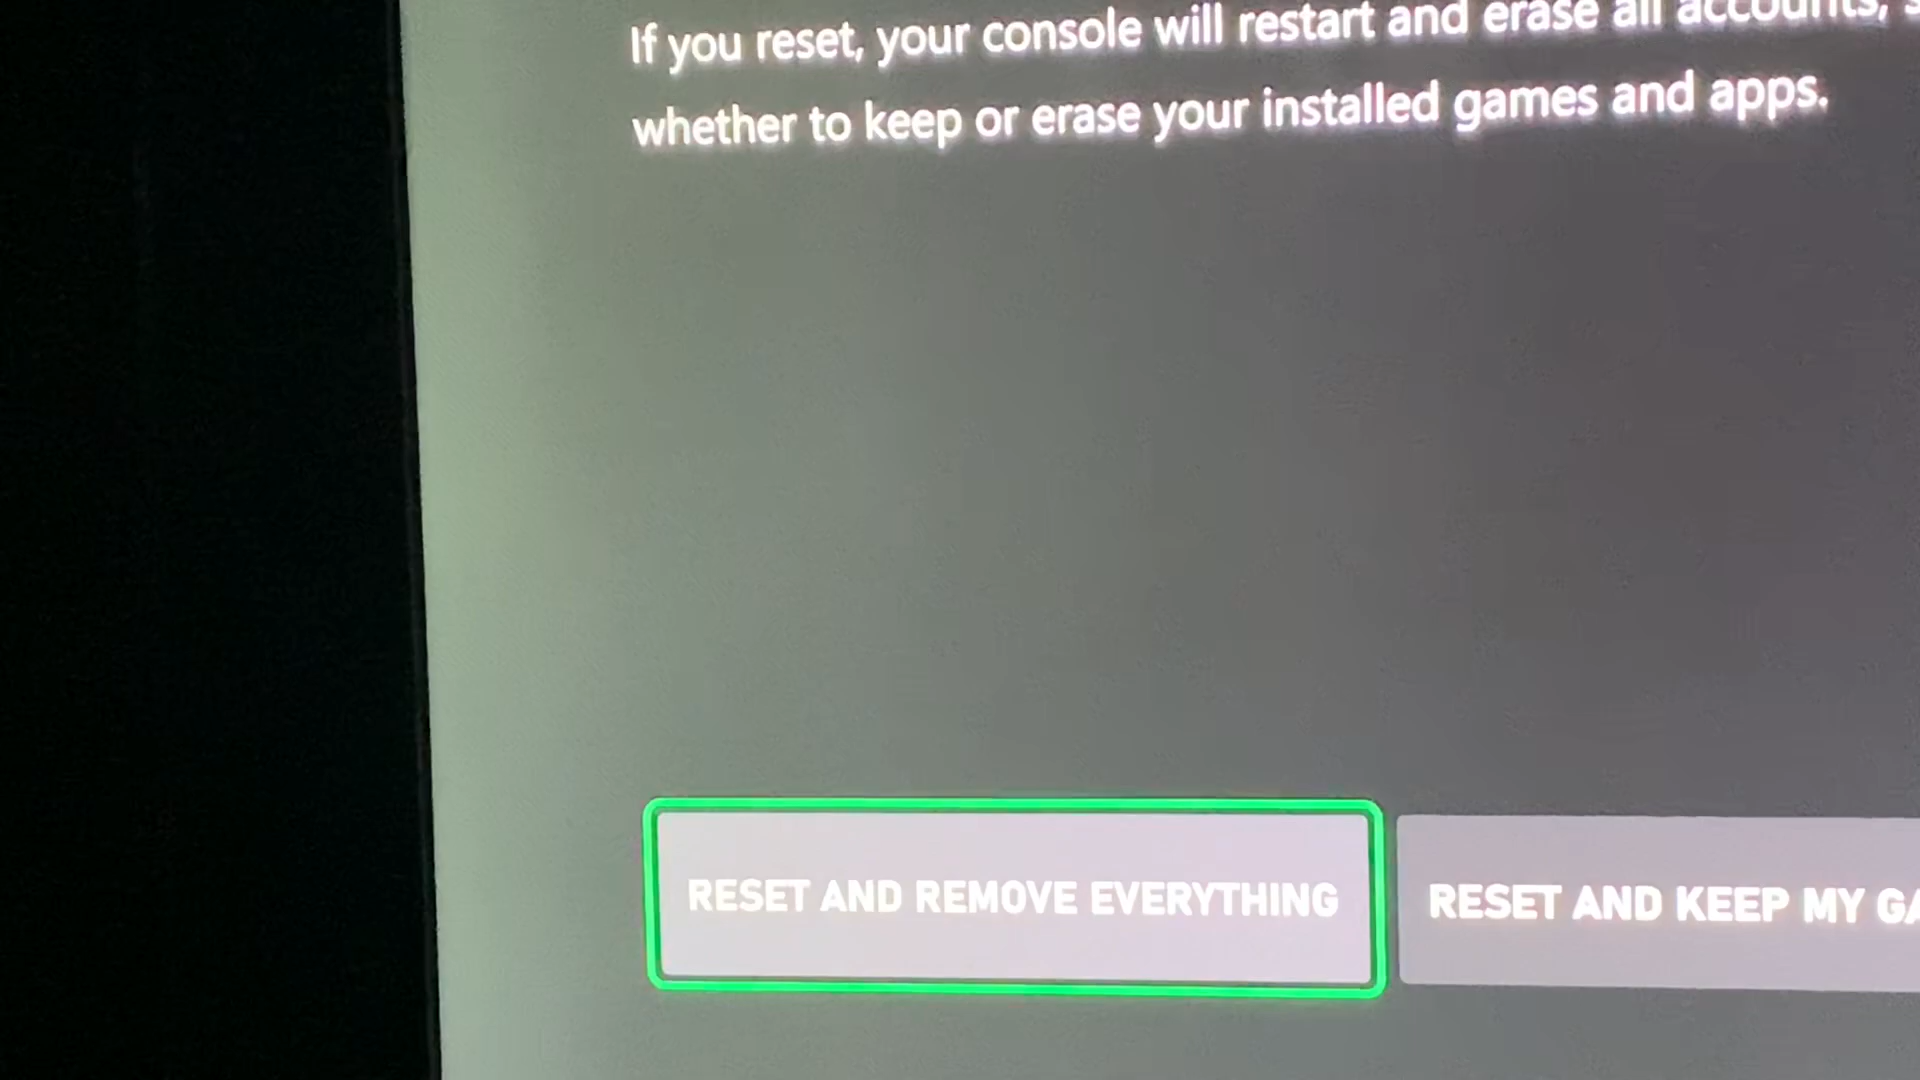 If you reset, your console will restart and erase all accounts,
whether to keep or erase your installed games and apps.
RESET AND REMOVE EVERYTHING
RESET AND KEEP MY